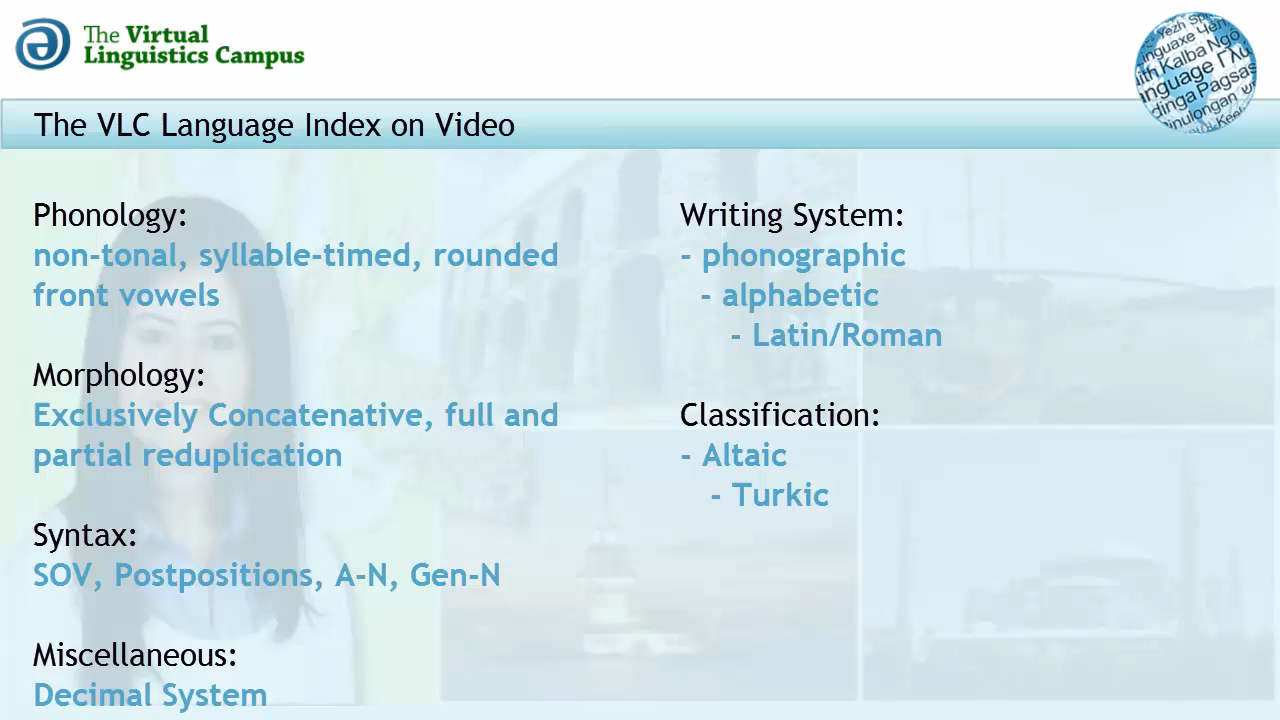 The Virtual
Linguistics Campus
The VLC Language Index on Video
Phonology:
non-tonal, syllable-timed, rounded
front vowels
Morphology:
Exclusively Concatenative, full and
partial reduplication
Syntax:
SOV, Postpositions, A-N, Gen-N
Miscellaneous:
Decimal System
Writing System:
- phonographic
- alphabetic
- Latin/Roman
Classification:
- Altaic
- Turkic